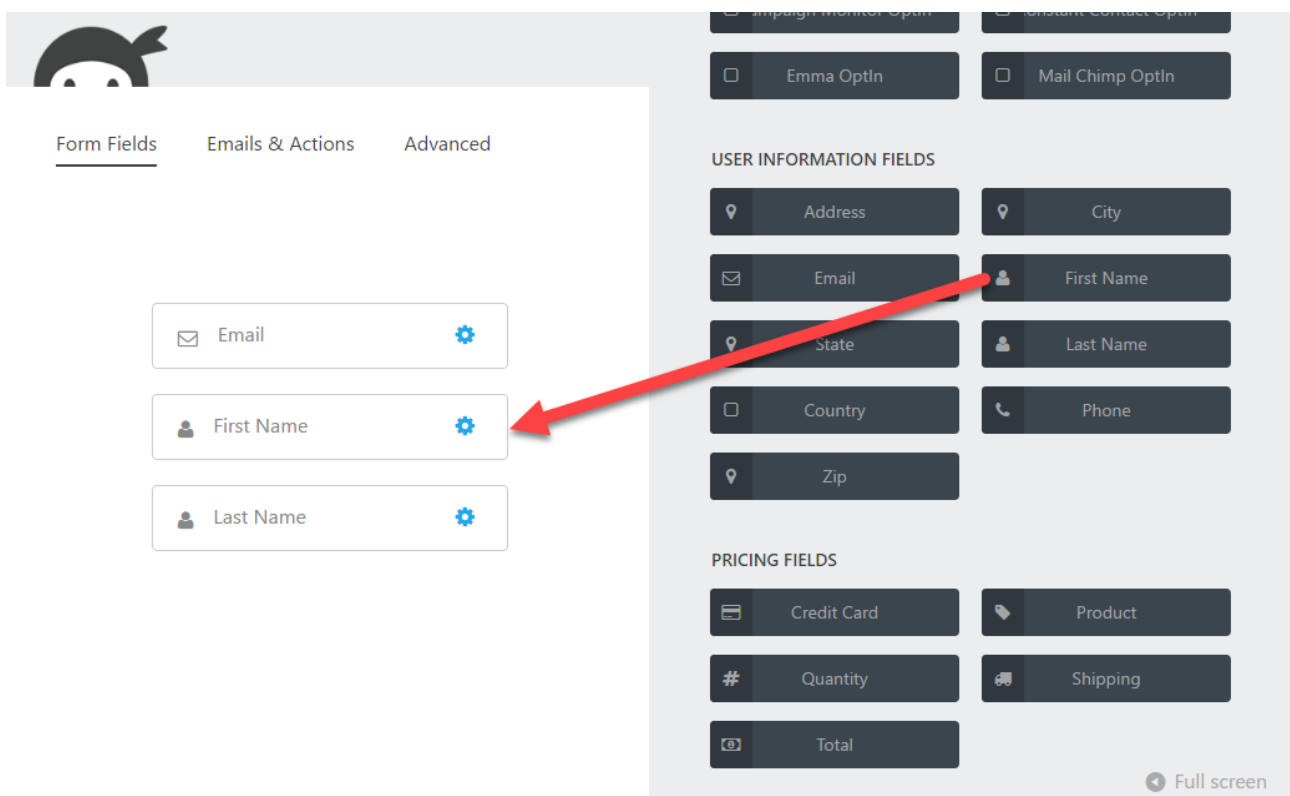 Emma OptIn
Mail Chimp OptIn
Form Fields
Emails & Actions
Advanced
Email
First Name
Last Name
USER INFORMATION FIELDS
Address
City
Email
First Name
State
Last Name
Country
Phone
Zip
PRICING FIELDS
Credit Card
Product
Quantity
Shipping
Total
Full screen